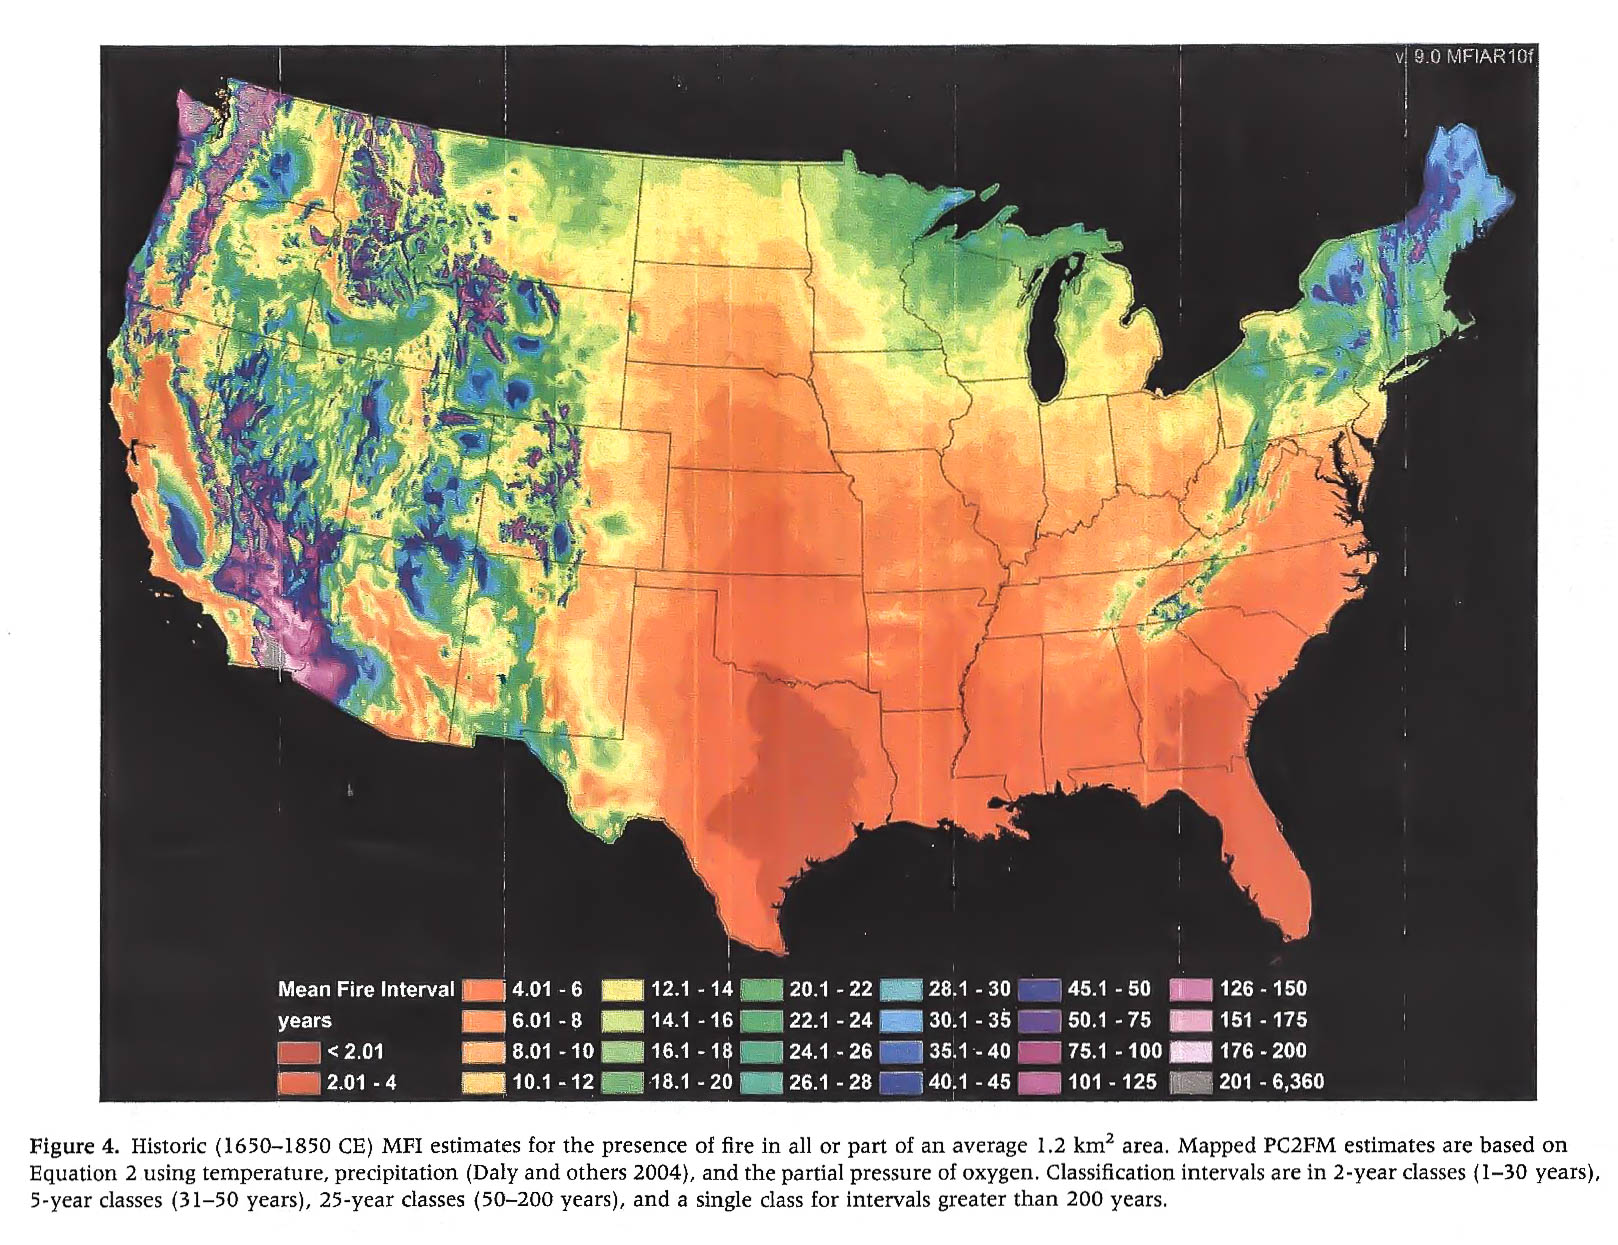 v. 9.0 MFIAR10f
Mean Fire Interval
years
< 2.01
2.01 - 4
4.01 - 6
6.01 - 8
8.01 - 10
10.1 - 12
12.1 - 14
14.1 - 16
16.1 - 18
18.1 - 20
20.1 - 22
22.1 - 24
24.1 - 26
26.1 - 28
28.1 - 30
30.1 - 35
35.1 - 40
40.1 - 45
45.1 - 50
50.1 - 75
75.1 - 100
101 - 125
126 - 150
151 - 175
176 - 200
201 - 6,360
Figure 4. Historic (1650–1850 CE) MFI estimates for the presence of fire in all or part of an average 1.2 km² area. Mapped PC2FM estimates are based on
Equation 2 using temperature, precipitation (Daly and others 2004), and the partial pressure of oxygen. Classification intervals are in 2-year classes (1–30 years),
5-year classes (31–50 years), 25-year classes (50–200 years), and a single class for intervals greater than 200 years.